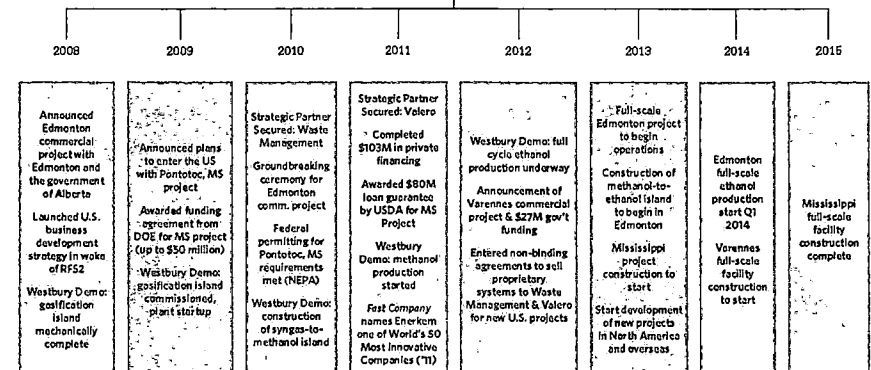 2008
2009
2010
2011
2012
2013
2014
2015
Announced
Edmonton
commercial
project with
Edmonton and
the government
of Alberta
Launched U.S.
business
development
strategy in wake
of RFS2
Westbury Demo:
gasification
island
mechanically
complete
Announced plans
to enter the US
with Pontotoc, MS
project
Awarded funding
agreement from
DOE for MS project
(up to $50 million)
Westbury Demo:
gasification island
commissioned,
plant startup
Strategic Partner
Secured: Waste
Management
Groundbreaking
ceremony for
Edmonton
comm. project
Federal
permitting for
Pontotoc, MS
requirements
met (NEPA)
Westbury Demo:
construction
of syngas-to-
methanol island
Strategic Partner
Secured: Valero
Completed
$103M in private
financing
Awarded $80M
loan guarantee
by USDA for MS
Project
Westbury
Demo: methanol
production
started
Fast Company
names Enerkem
one of World's 50
Most Innovative
Companies ('11)
Westbury Demo: full
cycle ethanol
production underway
Announcement of
Varennes commercial
project & $27M gov't
funding
Entered non-binding
agreements to sell
proprietary
systems to Waste
Management & Valero
for new U.S. projects
Full-scale
Edmonton project
to begin
operations
Construction of
methanol-to-
ethanol island
to begin in
Edmonton
Mississippi
project
construction to
start
Start development
of new projects
in North America
and overseas
Edmonton
full-scale
ethanol
production
start Q1
2014
Varennes
full-scale
facility
construction
to start
Mississippi
full-scale
facility
construction
complete